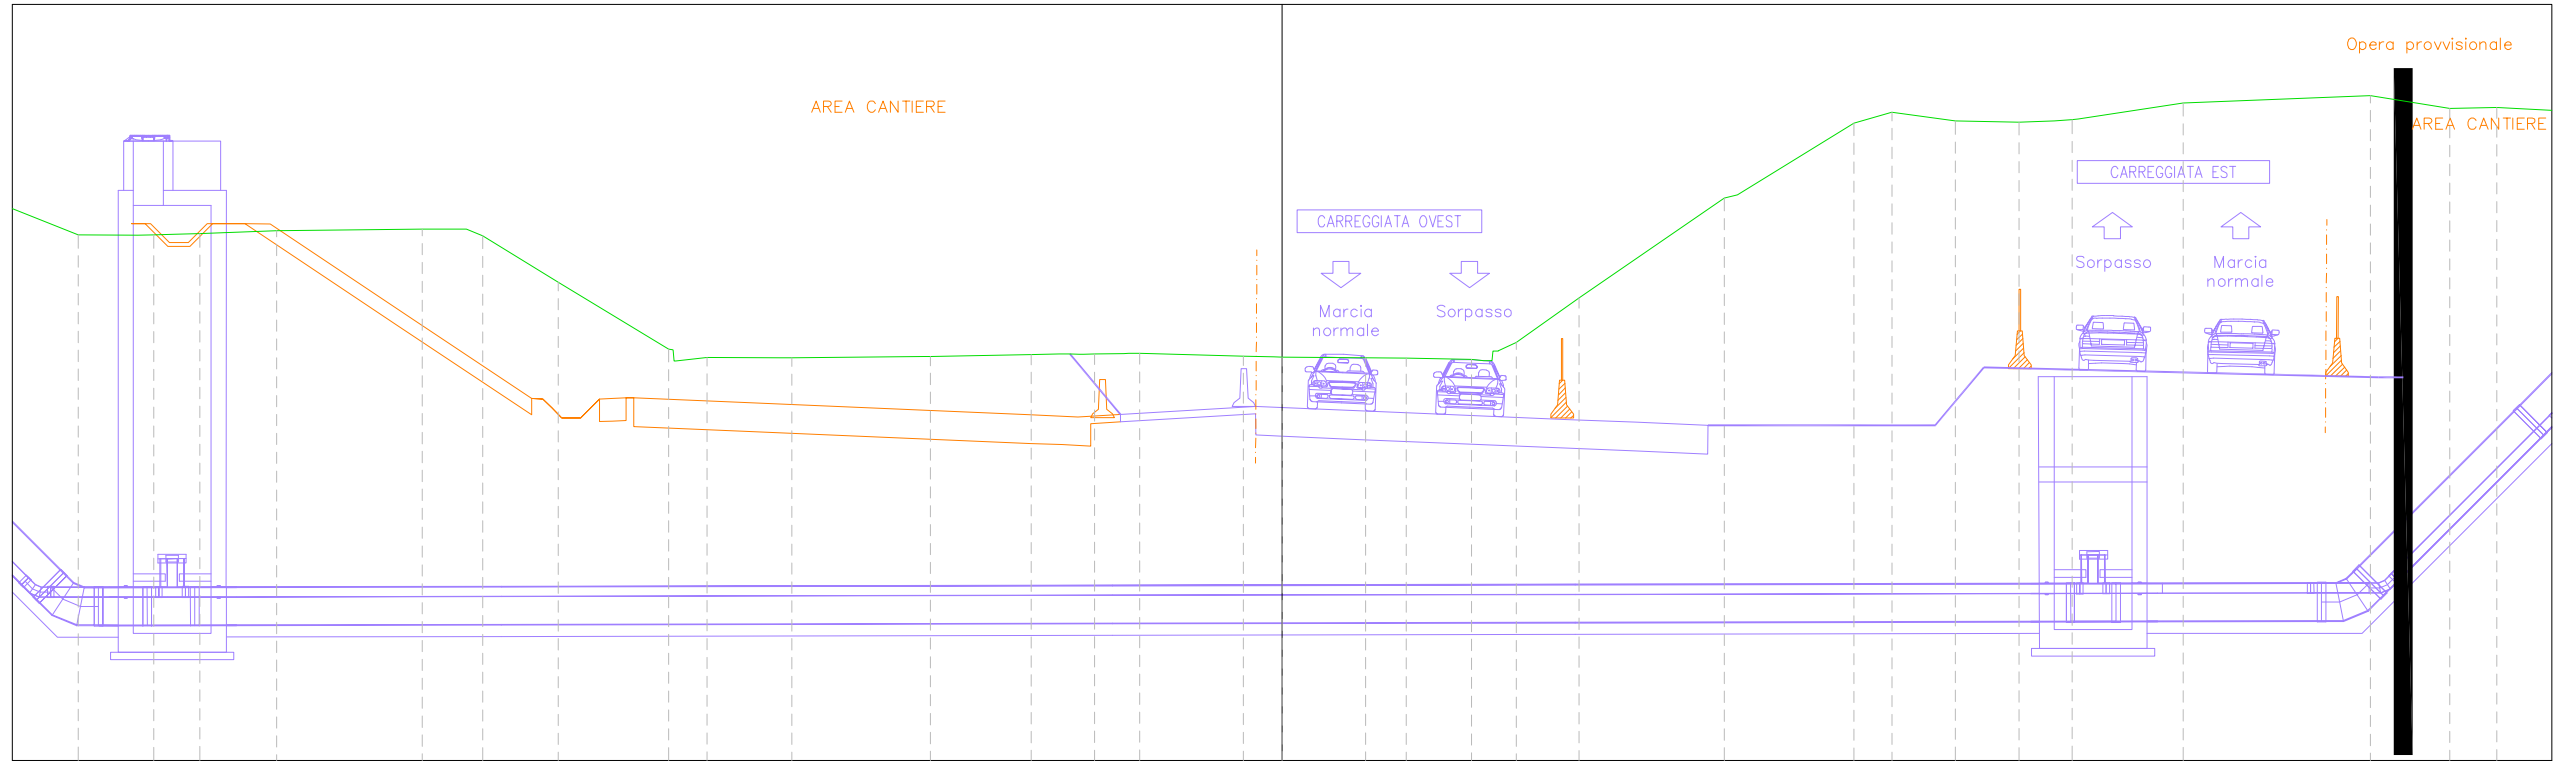 Opera provvisionale
AREA CANTIERE
AREA CANTIERE
CARREGGIATA EST
CARREGGIATA OVEST
Sorpasso
Marcia
normale
Marcia
normale
Sorpasso